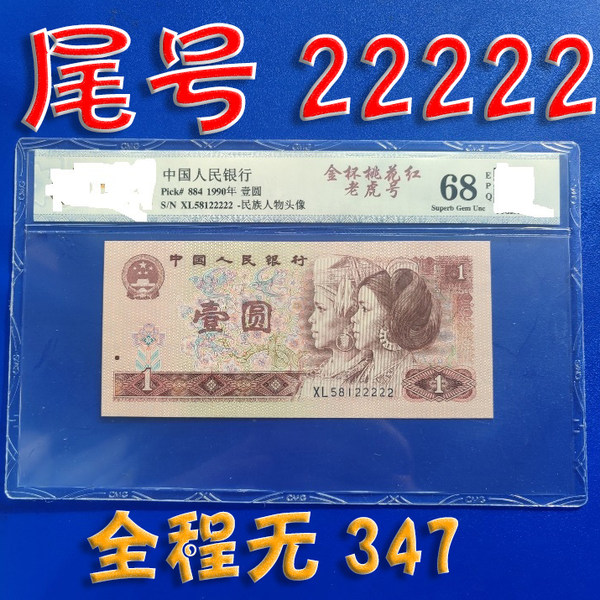 尾号 22222
中国人民银行
Pick# 884 1990年 壹圆
S/N XL58122222 -民族人物头像
金杯桃花红
老虎号
68
EPQ
Superb Gem Unc
中国人民银行
1
壹圆
1
1
XL58122222
全程无 347